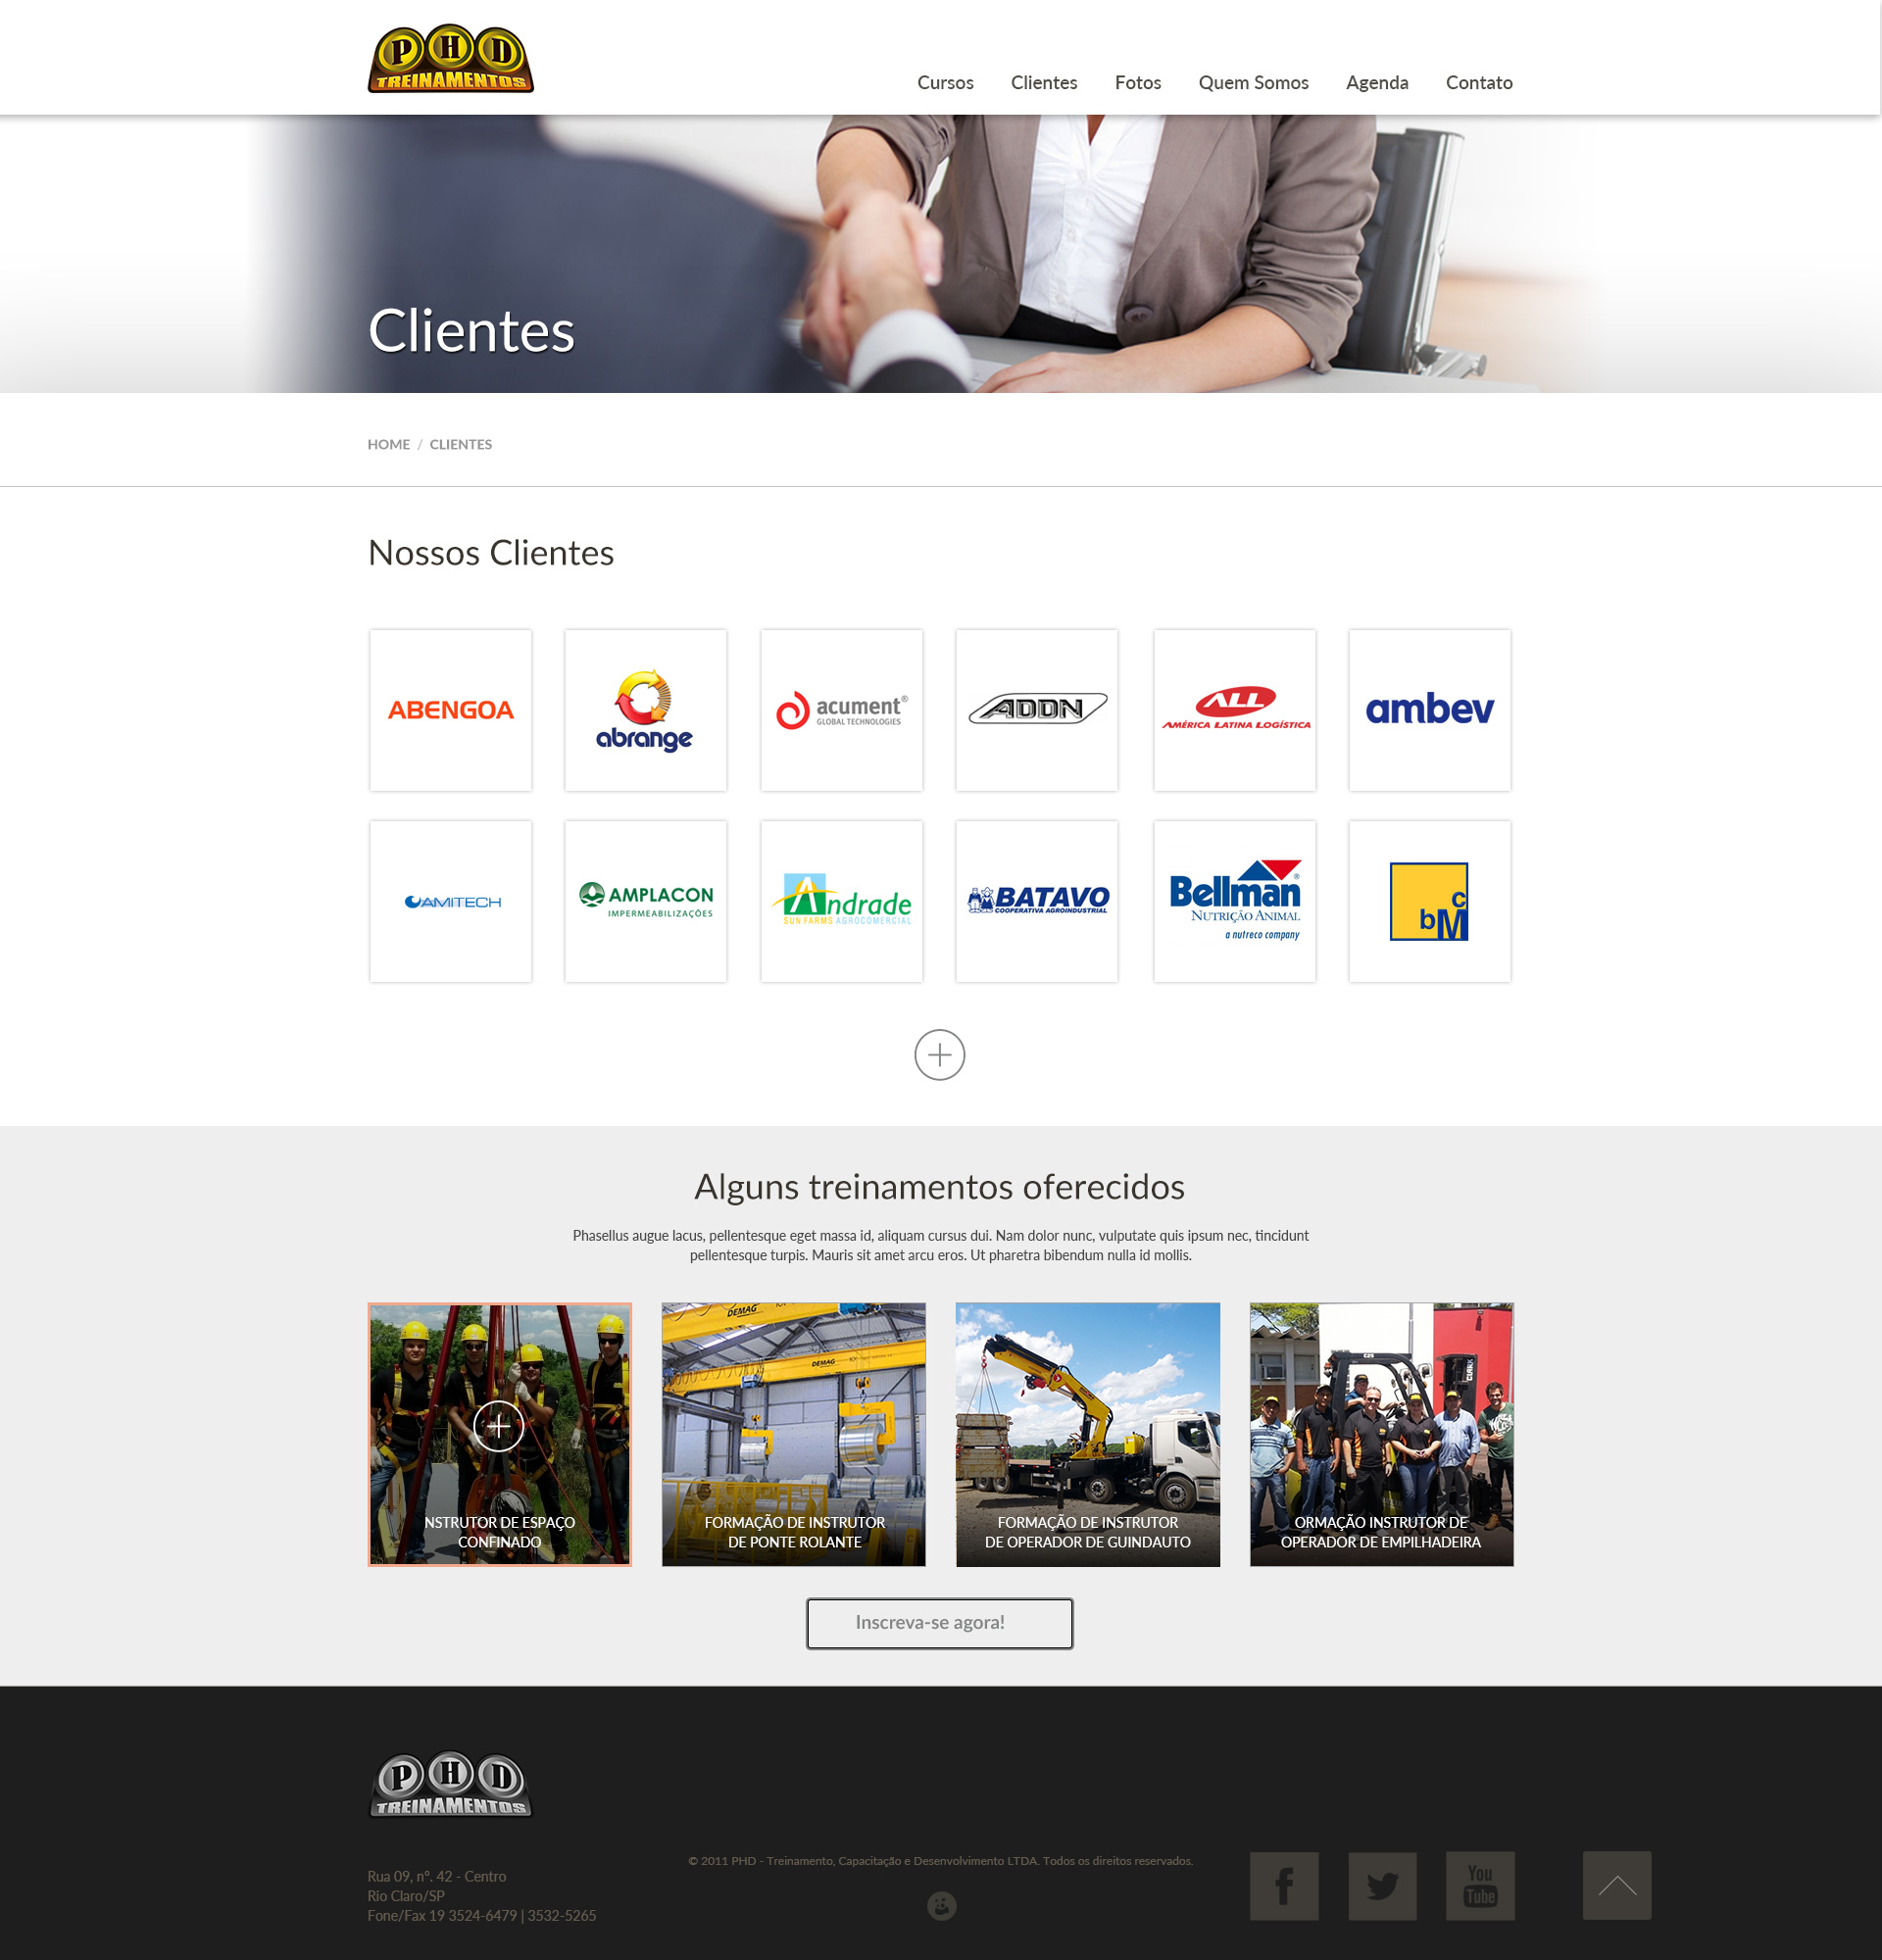 PHD
TREINAMENTOS
Cursos Clientes Fotos Quem Somos Agenda Contato
Clientes
HOME / CLIENTES
Nossos Clientes
ABENGOA
abrange
acument®
GLOBAL TECHNOLOGIES
ADDN
ALL
AMÉRICA LATINA LOGÍSTICA
ambev
AMITECH
AMPLACON
IMPERMEABILIZAÇÕES
Andrade
SUN FARMS AGROCOMERCIAL
BATAVO
COOPERATIVA AGROINDUSTRIAL
Bellman®
NUTRIÇÃO ANIMAL
a nutreco company
cbM
Alguns treinamentos oferecidos
Phasellus augue lacus, pellentesque eget massa id, aliquam cursus dui. Nam dolor nunc, vulputate quis ipsum nec, tincidunt
pellentesque turpis. Mauris sit amet arcu eros. Ut pharetra bibendum nulla id mollis.
DEMAG
DEMAG
NSTRUTOR DE ESPAÇO
CONFINADO
FORMAÇÃO DE INSTRUTOR
DE PONTE ROLANTE
FORMAÇÃO DE INSTRUTOR
DE OPERADOR DE GUINDAUTO
ORMAÇÃO INSTRUTOR DE
OPERADOR DE EMPILHADEIRA
Inscreva-se agora!
PHD
TREINAMENTOS
Rua 09, nº. 42 - Centro
Rio Claro/SP
Fone/Fax 19 3524-6479 | 3532-5265
© 2011 PHD - Treinamento, Capacitação e Desenvolvimento LTDA. Todos os direitos reservados.
f
You
Tube